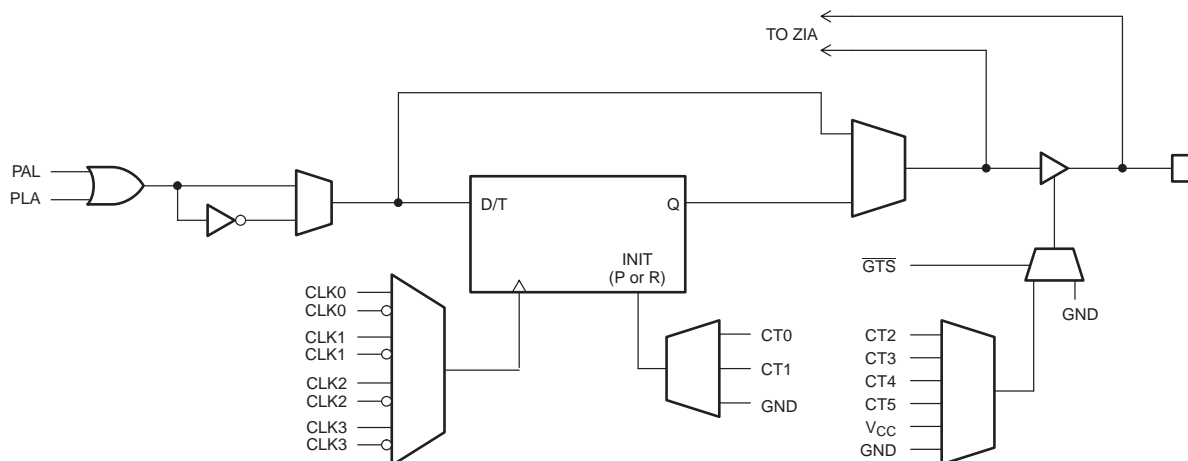 TO ZIA
PAL
PLA
D/T
Q
INIT
(P or R)
G̅T̅S̅
GND
CLK0
CLK0
CLK1
CLK1
CLK2
CLK2
CLK3
CLK3
CT0
CT1
GND
CT2
CT3
CT4
CT5
VCC
GND